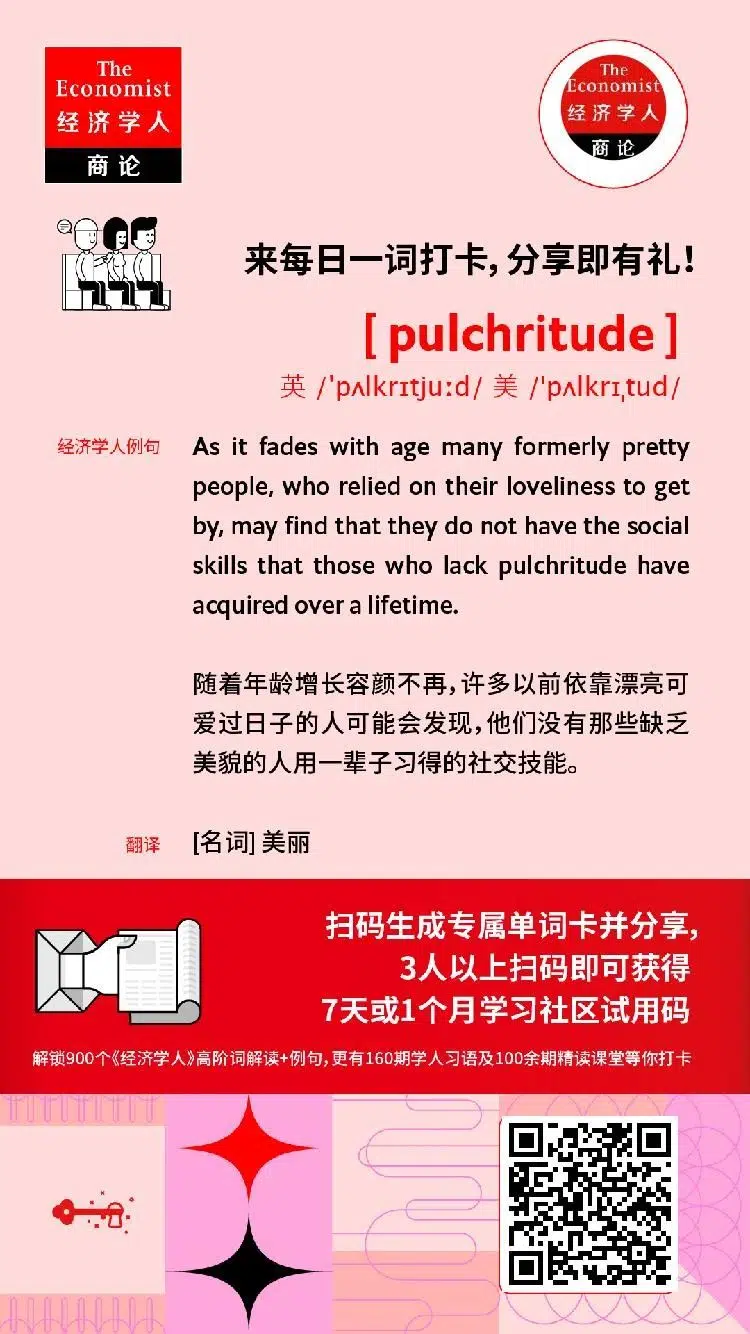 The
Economist
经济学人
商论
The
Economist
经济学人
商论
来每日一词打卡，分享即有礼！
[ pulchritude ]
英 /ˈpʌlkrɪtjuːd/ 美 /ˈpʌlkrɪˌtud/
经济学人例句
As it fades with age many formerly pretty
people, who relied on their loveliness to get
by, may find that they do not have the social
skills that those who lack pulchritude have
acquired over a lifetime.
随着年龄增长容颜不再，许多以前依靠漂亮可
爱过日子的人可能会发现，他们没有那些缺乏
美貌的人用一辈子习得的社交技能。
翻译
[名词] 美丽
扫码生成专属单词卡并分享，
3人以上扫码即可获得
7天或1个月学习社区试用码
解锁900个《经济学人》高阶词解读+例句，更有160期学人习语及100余期精读课堂等你打卡